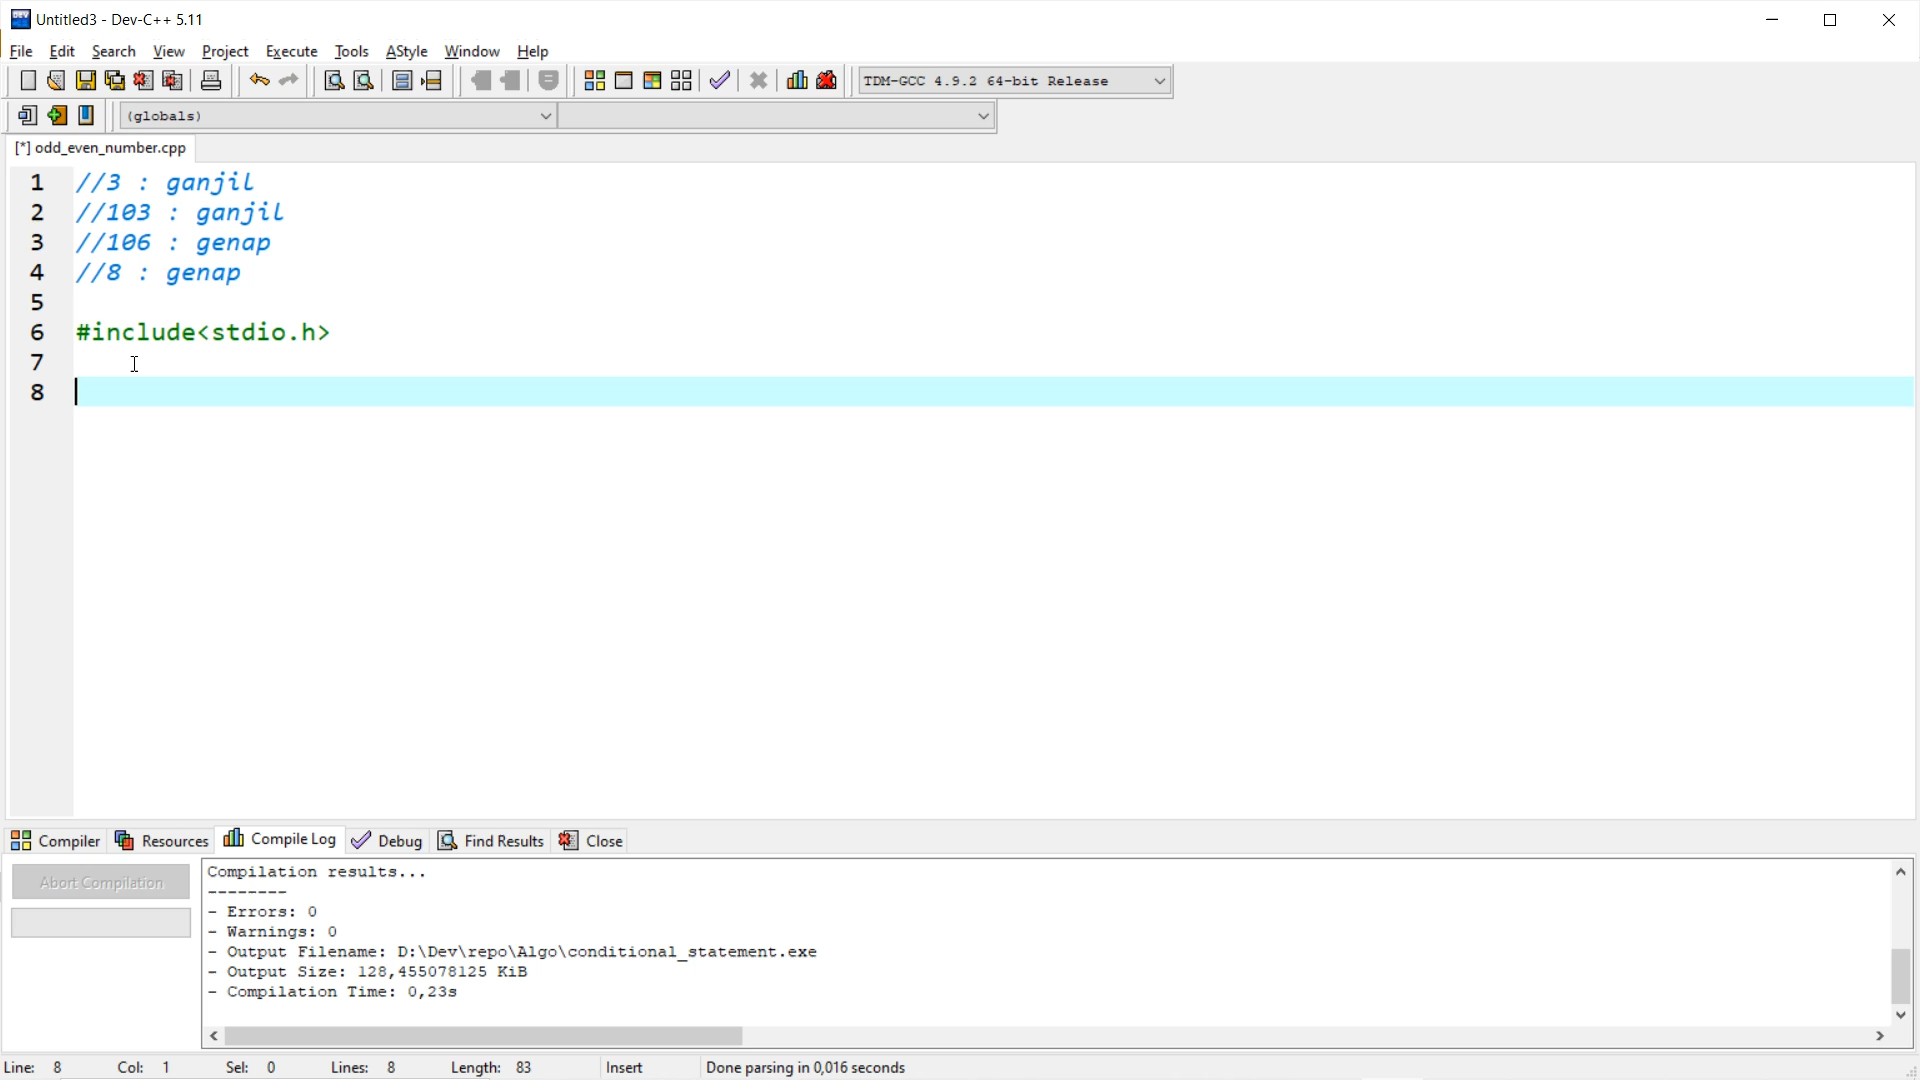 Untitled3 - Dev-C++ 5.11
File Edit Search View Project Execute Tools AStyle Window Help
TDM-GCC 4.9.2 64-bit Release
(globals)
[*] odd_even_number.cpp
1 //3 : ganjil
2 //103 : ganjil
3 //106 : genap
4 //8 : genap
5
6 #include<stdio.h>
7
8
Compiler Resources Compile Log Debug Find Results Close
Abort Compilation
Compilation results...
--------
- Errors: 0
- Warnings: 0
- Output Filename: D:\Dev\repo\Algo\conditional_statement.exe
- Output Size: 128,455078125 KiB
- Compilation Time: 0,23s
Line: 8 Col: 1 Sel: 0 Lines: 8 Length: 83 Insert Done parsing in 0,016 seconds